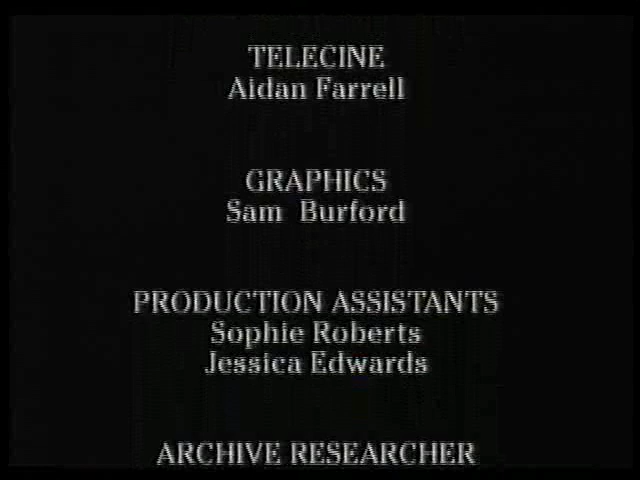 TELECINE
Aidan Farrell
GRAPHICS
Sam Burford
PRODUCTION ASSISTANTS
Sophie Roberts
Jessica Edwards
ARCHIVE RESEARCHER